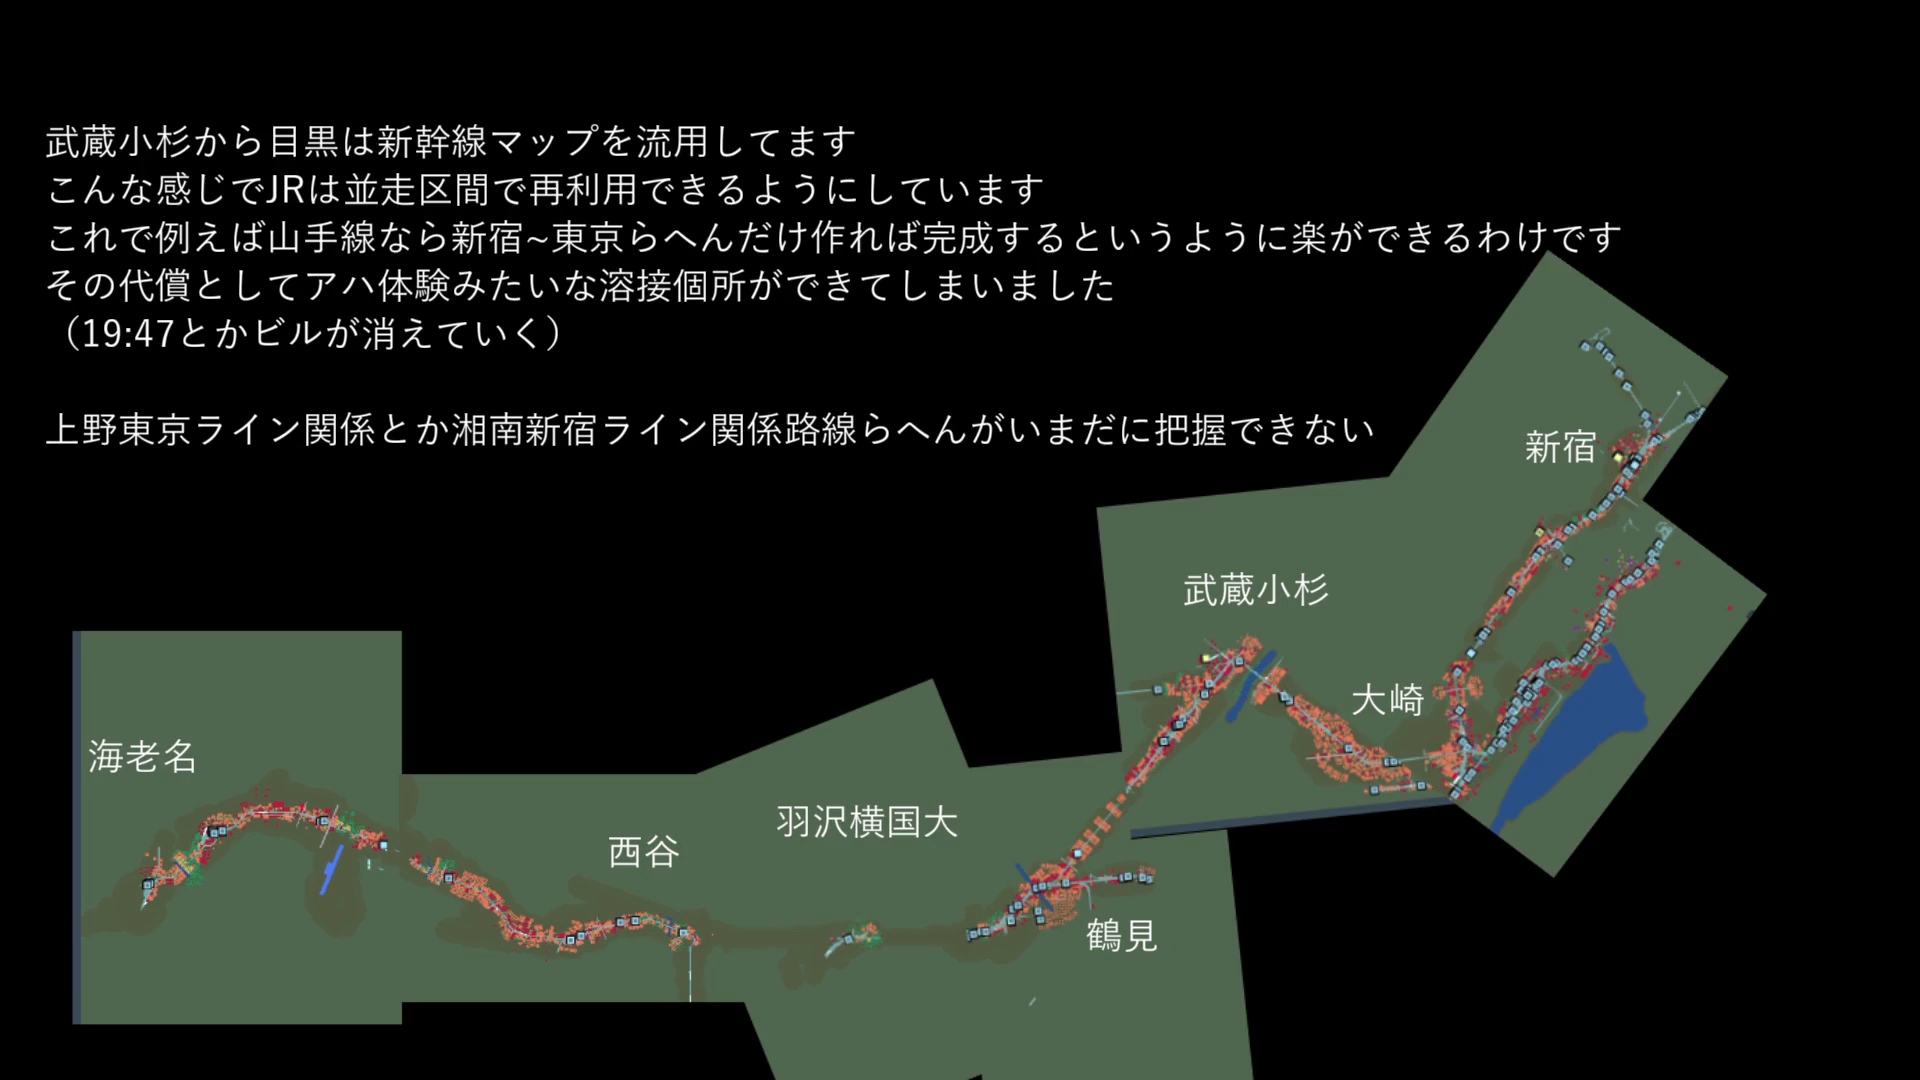 武蔵小杉から目黒は新幹線マップを流用してます
こんな感じでJRは並走区間で再利用できるようにしています
これで例えば山手線なら新宿~東京らへんだけ作れば完成するというように楽ができるわけです
その代償としてアハ体験みたいな溶接個所ができてしまいました
（19:47とかビルが消えていく）
上野東京ライン関係とか湘南新宿ライン関係路線らへんがいまだに把握できない
新宿
武蔵小杉
大崎
海老名
羽沢横国大
西谷
鶴見